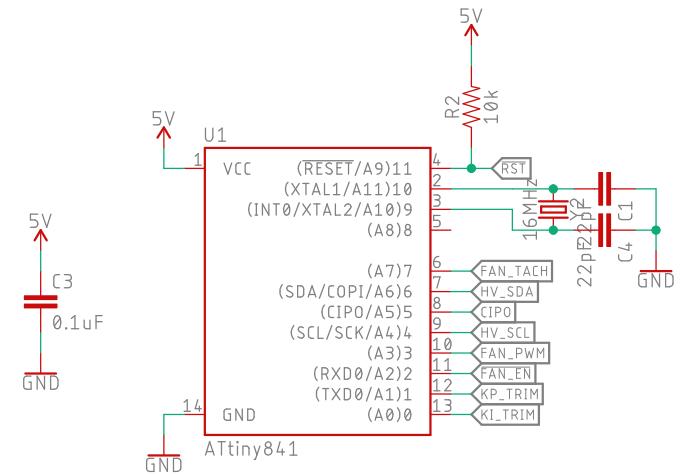 5V
R2
10k
5V
U1
1
VCC
(RESET/A9)11
4
RST
(XTAL1/A11)10
2
(INT0/XTAL2/A10)9
3
(A8)8
5
16MHz
Y2
22pF
C1
22pF
C4
GND
5V
C3
0.1uF
GND
(A7)7
6
FAN_TACH
(SDA/COPI/A6)6
7
HV_SDA
(CIPO/A5)5
8
CIPO
(SCL/SCK/A4)4
9
HV_SCL
(A3)3
10
FAN_PWM
(RXD0/A2)2
11
FAN_EN
(TXD0/A1)1
12
KP_TRIM
14
GND
(A0)0
13
KI_TRIM
ATtiny841
GND